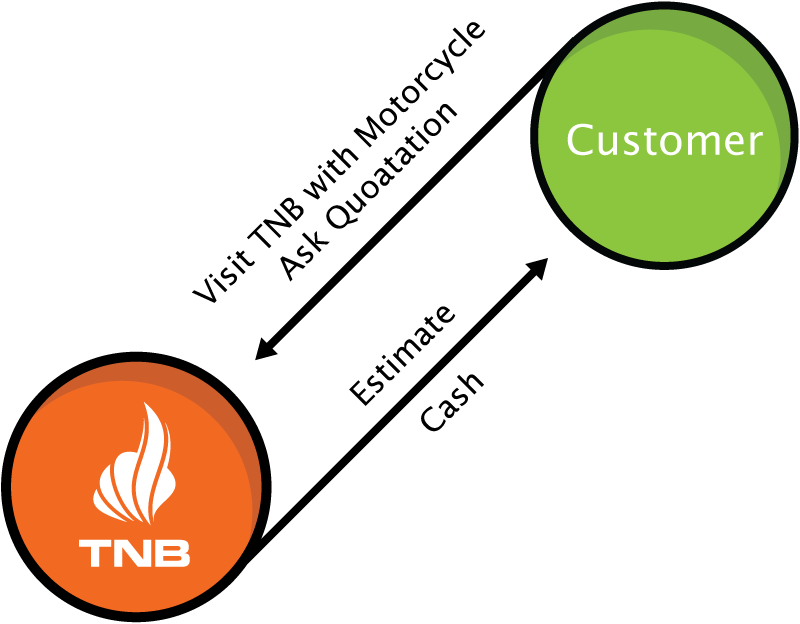 Visit TNB with Motorcycle
Ask Quoatation
Customer
Estimate
Cash
TNB